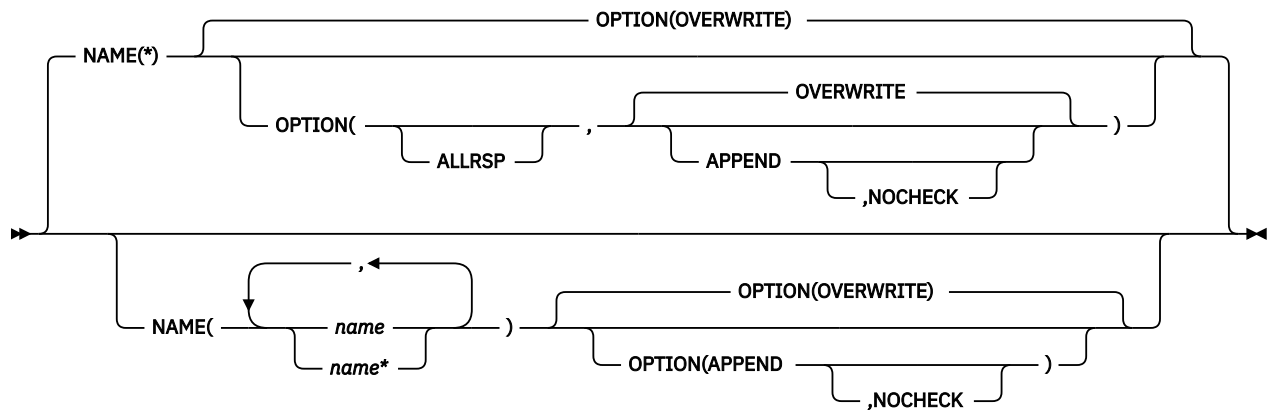 OPTION(OVERWRITE)
NAME(*)
OVERWRITE
OPTION( , )
ALLRSP APPEND
,NOCHECK
,
OPTION(OVERWRITE)
NAME( name )
name* OPTION(APPEND )
,NOCHECK